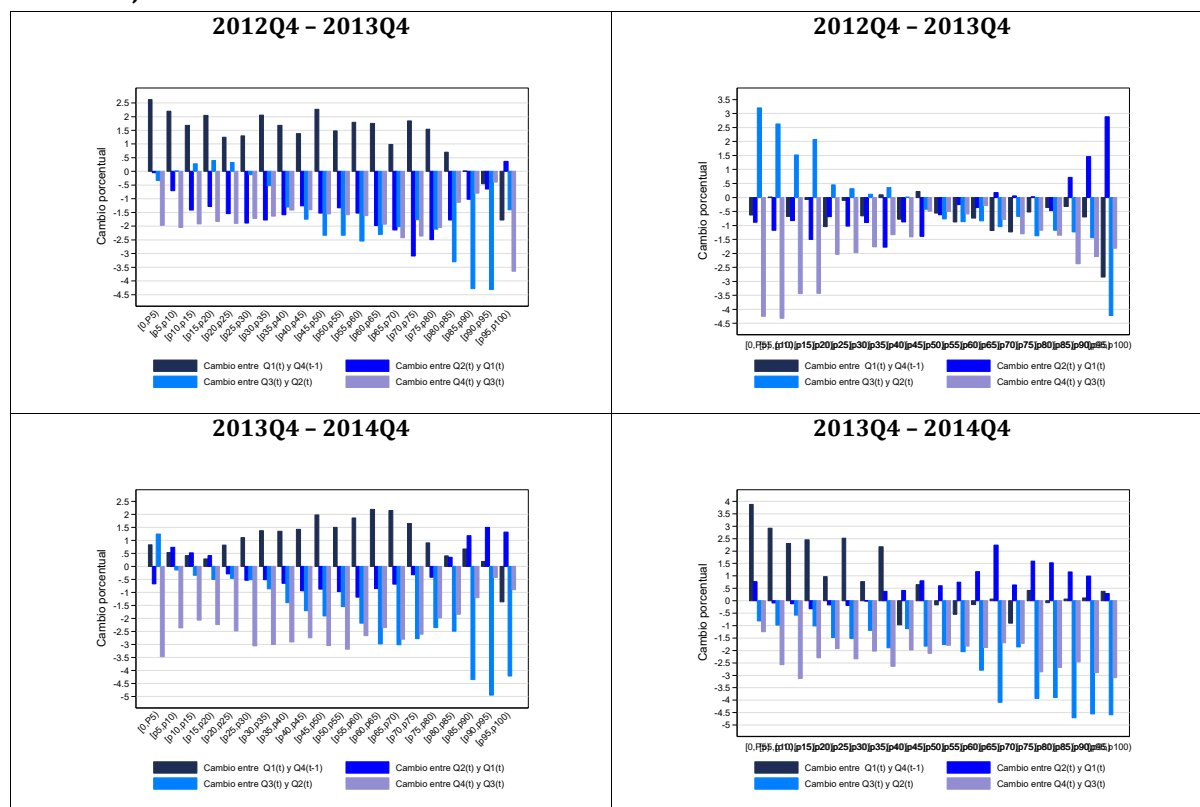 2012Q4 – 2013Q4
Cambio porcentual
2.5
2
1.5
1
.5
0
-.5
-1
-1.5
-2
-2.5
-3
-3.5
-4
-4.5
[0,P5)
[p5,p10)
[p10,p15)
[p15,p20)
[p20,p25)
[p25,p30)
[p30,p35)
[p35,p40)
[p40,p45)
[p45,p50)
[p50,p55)
[p55,p60)
[p60,p65)
[p65,p70)
[p70,p75)
[p75,p80)
[p80,p85)
[p85,p90)
[p90,p95)
[p95,p100)
Cambio entre Q1(t) y Q4(t-1)
Cambio entre Q2(t) y Q1(t)
Cambio entre Q3(t) y Q2(t)
Cambio entre Q4(t) y Q3(t)
2012Q4 – 2013Q4
Cambio porcentual
3.5
3
2.5
2
1.5
1
.5
0
-.5
-1
-1.5
-2
-2.5
-3
-3.5
-4
-4.5
Cambio entre Q1(t) y Q4(t-1)
Cambio entre Q2(t) y Q1(t)
Cambio entre Q3(t) y Q2(t)
Cambio entre Q4(t) y Q3(t)
2013Q4 – 2014Q4
Cambio porcentual
2.5
2
1.5
1
.5
0
-.5
-1
-1.5
-2
-2.5
-3
-3.5
-4
-4.5
-5
[0,P5)
[p5,p10)
[p10,p15)
[p15,p20)
[p20,p25)
[p25,p30)
[p30,p35)
[p35,p40)
[p40,p45)
[p45,p50)
[p50,p55)
[p55,p60)
[p60,p65)
[p65,p70)
[p70,p75)
[p75,p80)
[p80,p85)
[p85,p90)
[p90,p95)
[p95,p100)
Cambio entre Q1(t) y Q4(t-1)
Cambio entre Q2(t) y Q1(t)
Cambio entre Q3(t) y Q2(t)
Cambio entre Q4(t) y Q3(t)
2013Q4 – 2014Q4
Cambio porcentual
4
3.5
3
2.5
2
1.5
1
.5
0
-.5
-1
-1.5
-2
-2.5
-3
-3.5
-4
-4.5
-5
Cambio entre Q1(t) y Q4(t-1)
Cambio entre Q2(t) y Q1(t)
Cambio entre Q3(t) y Q2(t)
Cambio entre Q4(t) y Q3(t)